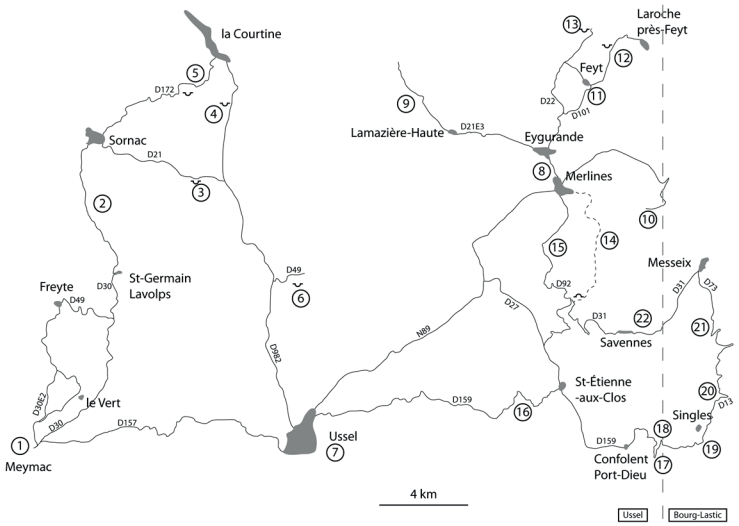 13
Laroche
près-Feyt
la Courtine
12
5
Feyt
D172
4
D22
11
9
D101
Lamazière-Haute
D21E3
Eygurande
Sornac
D21
8
Merlines
3
2
10
14
15
Messeix
D49
St-Germain
Lavolps
D30
Freyte
D49
6
D92
D31
D73
D27
D31
22
21
Savennes
N89
D982
St-Étienne
-aux-Clos
le Vert
D30E2
D159
16
20
D13
Singles
D30
D157
Ussel
7
18
1
Meymac
D159
19
Confolent
Port-Dieu
17
4 km
Ussel
Bourg-Lastic